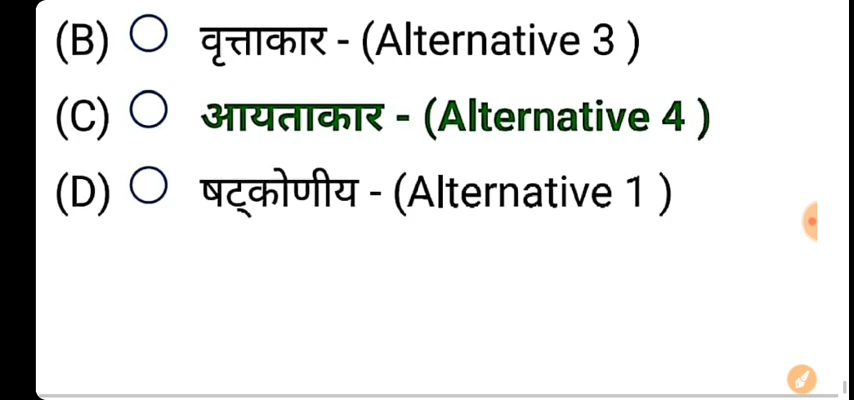 (B) वृत्ताकार - (Alternative 3 )
(C) आयताकार - (Alternative 4 )
(D) षट्कोणीय - (Alternative 1 )